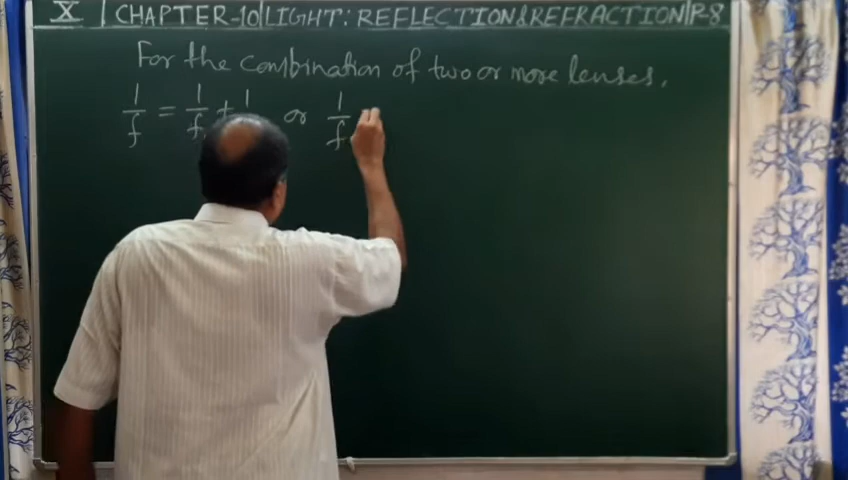 X | CHAPTER-10 | LIGHT: REFLECTION & REFRACTION | P-8
For the combination of two or more lenses,
1/f = 1/f + 1 or 1/f